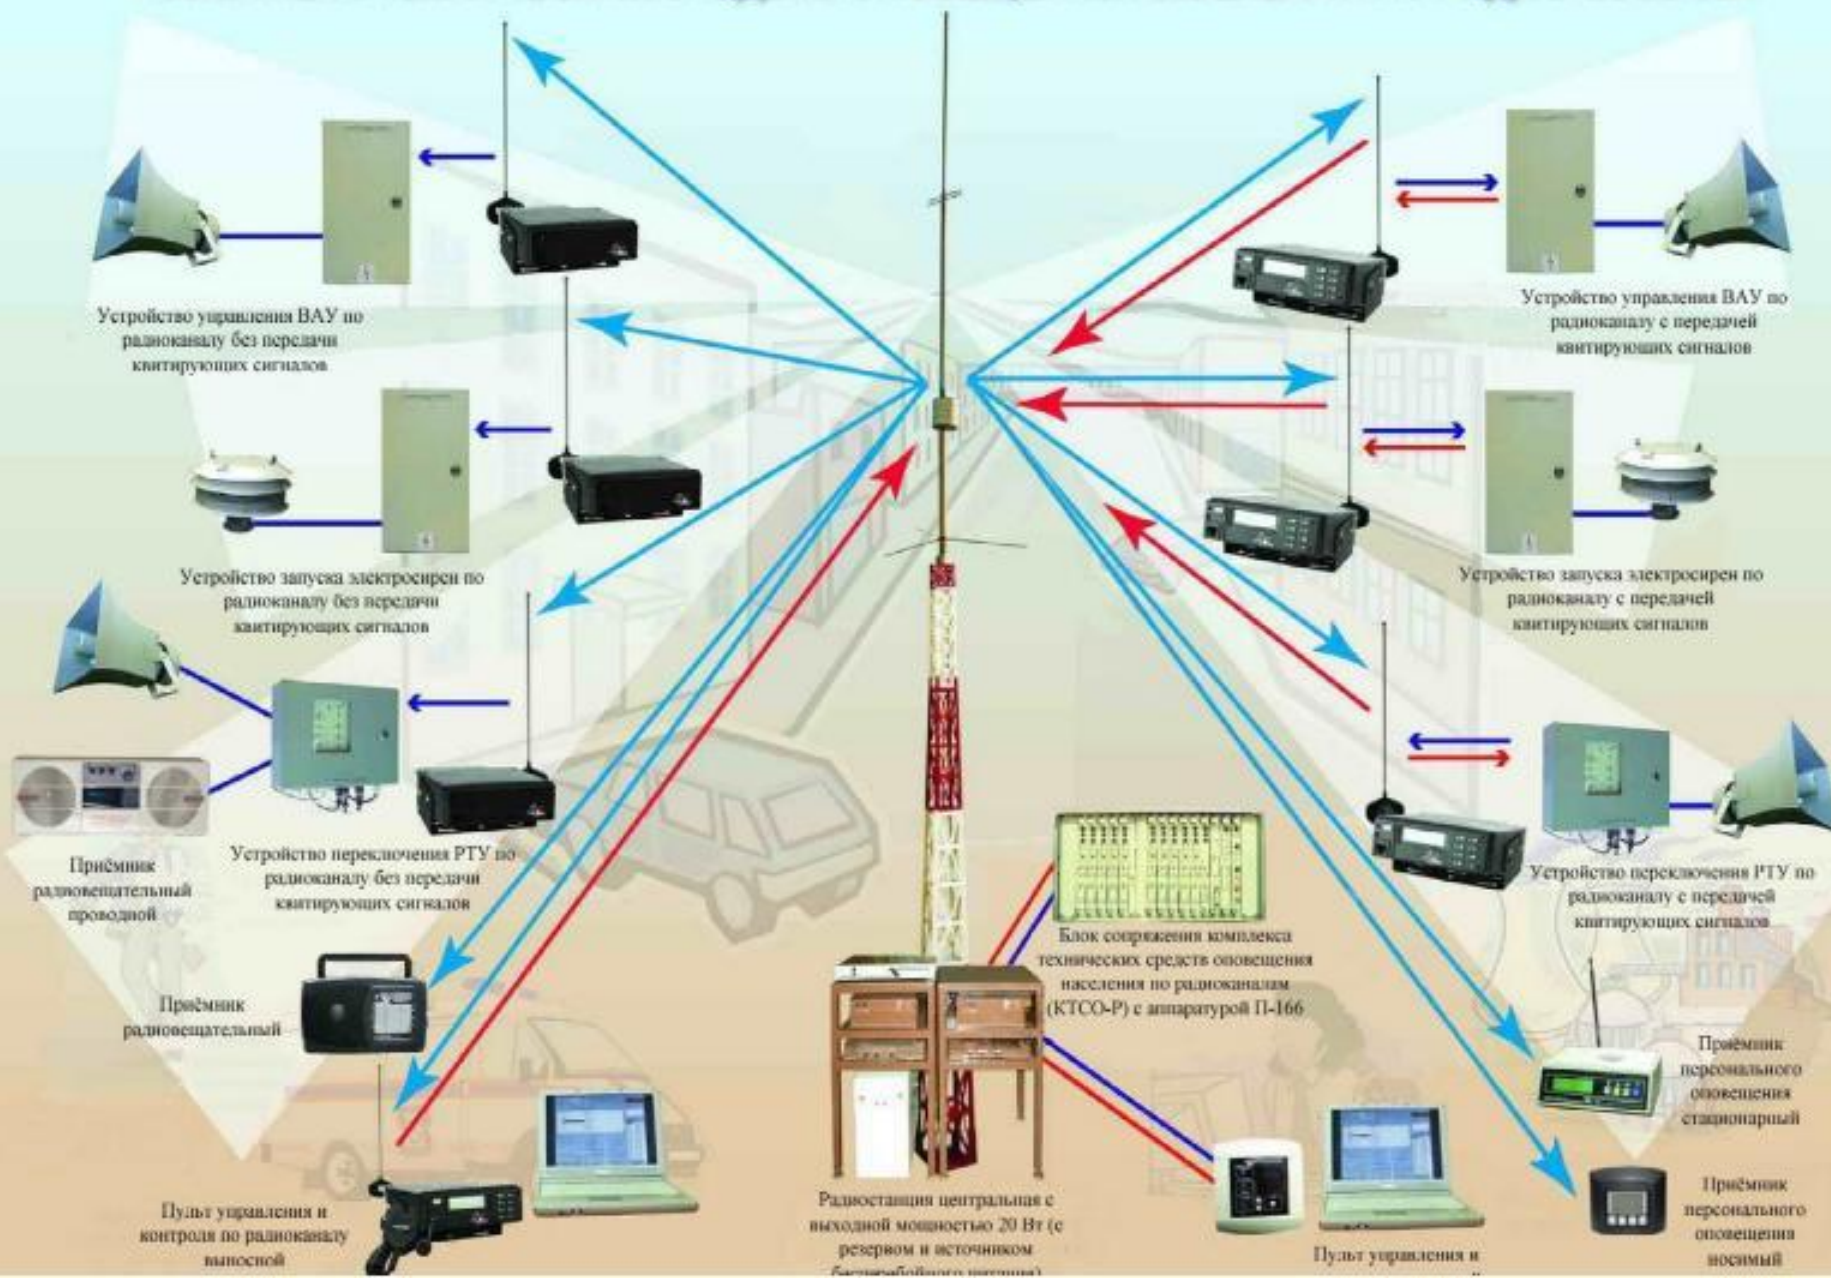 Устройство управления ВАУ по
радиоканалу без передачи
квитирующих сигналов
Устройство управления ВАУ по
радиоканалу с передачей
квитирующих сигналов
Устройство запуска электросирен по
радиоканалу без передачи
квитирующих сигналов
Устройство запуска электросирен по
радиоканалу с передачей
квитирующих сигналов
Приёмник
радиовещательный
проводной
Устройство переключения РТУ по
радиоканалу без передачи
квитирующих сигналов
Устройство переключения РТУ по
радиоканалу с передачей
квитирующих сигналов
Блок сопряжения комплекса
технических средств оповещения
населения по радиоканалам
(КТСО-Р) с аппаратурой П-166
Приёмник
радиовещательный
Приёмник
персонального
оповещения
стационарный
Пульт управления и
контроля по радиоканалу
выносной
Радиостанция центральная с
выходной мощностью 20 Вт (с
резервом и источником
бесперебойного питания)
Пульт управления и
Приёмник
персонального
оповещения
носимый